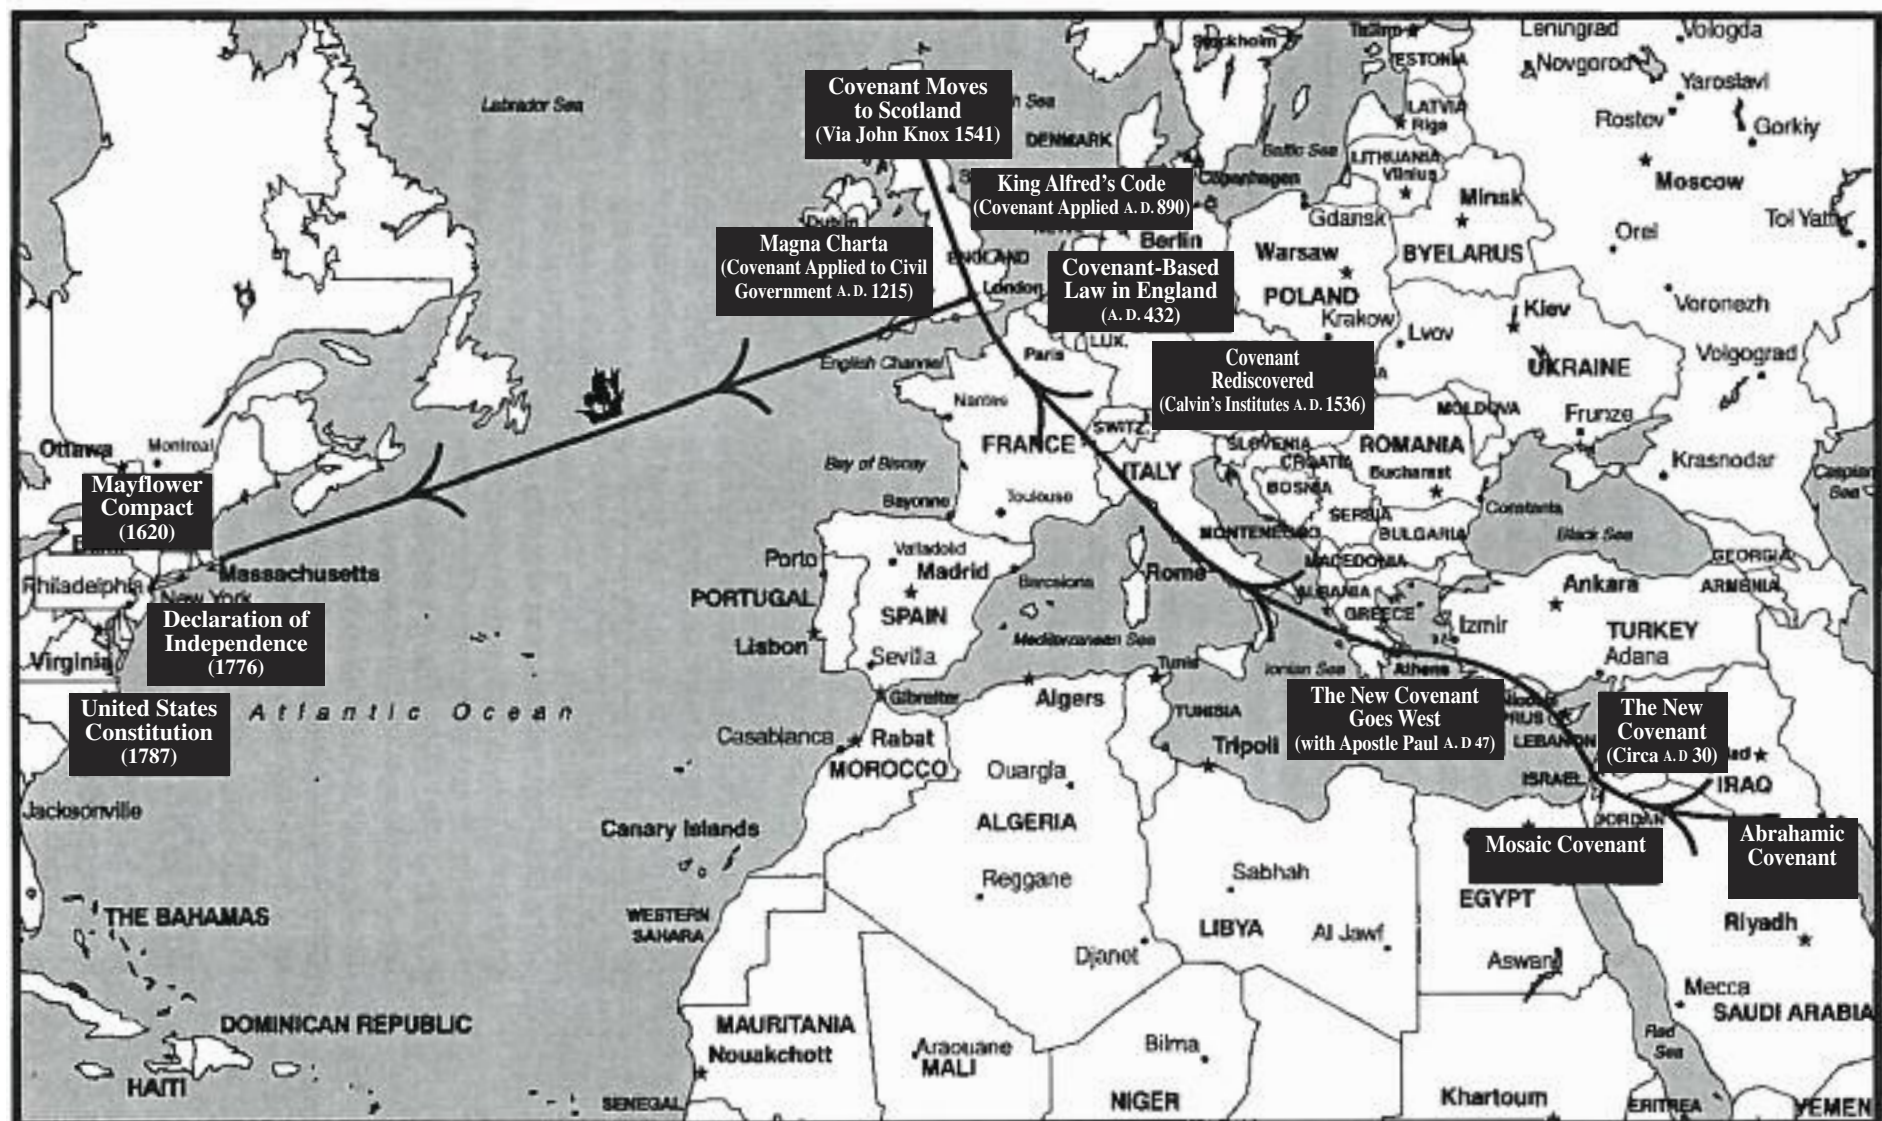 Covenant Moves
to Scotland
(Via John Knox 1541)
King Alfred's Code
(Covenant Applied A.D. 890)
Magna Charta
(Covenant Applied to Civil
Government A.D. 1215)
Covenant-Based
Law in England
(A.D. 432)
Covenant
Rediscovered
(Calvin's Institutes A.D. 1536)
Mayflower
Compact
(1620)
Declaration of
Independence
(1776)
United States
Constitution
(1787)
The New Covenant
Goes West
(with Apostle Paul A.D 47)
The New
Covenant
(Circa A.D 30)
Mosaic Covenant
Abrahamic
Covenant
Labrador Sea
Stockholm
ESTONIA
Leningrad
Vologda
Novgorod
Yaroslavl
LATVIA
Riga
Rostov
Gorkiy
DENMARK
Baltic Sea
LITHUANIA
Vilnius
Copenhagen
Moscow
Minsk
Gdansk
Dublin
Orel
Tol Yatti
Berlin
Warsaw
BYELARUS
ENGLAND
London
POLAND
Kiev
Voronezh
Krakow
Lvov
LUX.
Paris
English Channel
UKRAINE
Volgograd
Nantes
MOLDOVA
Frunze
SWITZ.
Ottawa
Montreal
FRANCE
SLOVENIA
ROMANIA
Krasnodar
Bay of Biscay
ITALY
CROATIA
Bucharest
Caspian
Sea
BOSNIA
Bayonne
Toulouse
Constanta
SERBIA
MONTENEGRO
BULGARIA
Black Sea
GEORGIA
Porto
Valladolid
Madrid
MACEDONIA
Massachusetts
Philadelphia
New York
Barcelona
Rome
Ankara
ARMENIA
PORTUGAL
SPAIN
ALBANIA
GREECE
Izmir
TURKEY
Lisbon
Mediterranean Sea
Virginia
Sevilla
Tunis
Ionian Sea
Athens
Adana
Gibralter
Algers
Atlantic Ocean
TUNISIA
Casablanca
Rabat
Tripoli
LEBANON
MOROCCO
Ouargla
ISRAEL
IRAQ
Jacksonville
Canary Islands
ALGERIA
JORDAN
Reggane
Sabhah
EGYPT
THE BAHAMAS
WESTERN
SAHARA
LIBYA
Al Jawf
Riyadh
Djanet
Aswan
Mecca
DOMINICAN REPUBLIC
MAURITANIA
SAUDI ARABIA
Nouakchott
Araouane
MALI
Bilma
Red
Sea
HAITI
SENEGAL
NIGER
Khartoum
ERITREA
YEMEN